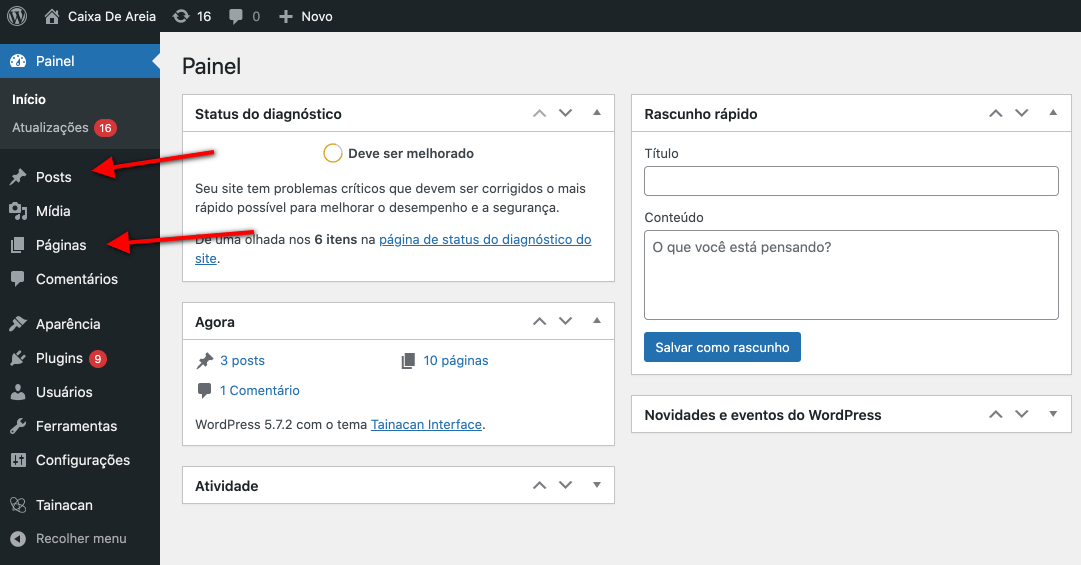 Caixa De Areia 16 0 Novo
Painel
Início
Atualizações 16
Posts
Mídia
Páginas
Comentários
Aparência
Plugins 9
Usuários
Ferramentas
Configurações
Tainacan
Recolher menu
Painel
Status do diagnóstico
Deve ser melhorado
Seu site tem problemas críticos que devem ser corrigidos o mais
rápido possível para melhorar o desempenho e a segurança.
De uma olhada nos 6 itens na página de status do diagnóstico do
site.
Agora
3 posts
10 páginas
1 Comentário
WordPress 5.7.2 com o tema Tainacan Interface.
Atividade
Rascunho rápido
Título
Conteúdo
O que você está pensando?
Salvar como rascunho
Novidades e eventos do WordPress